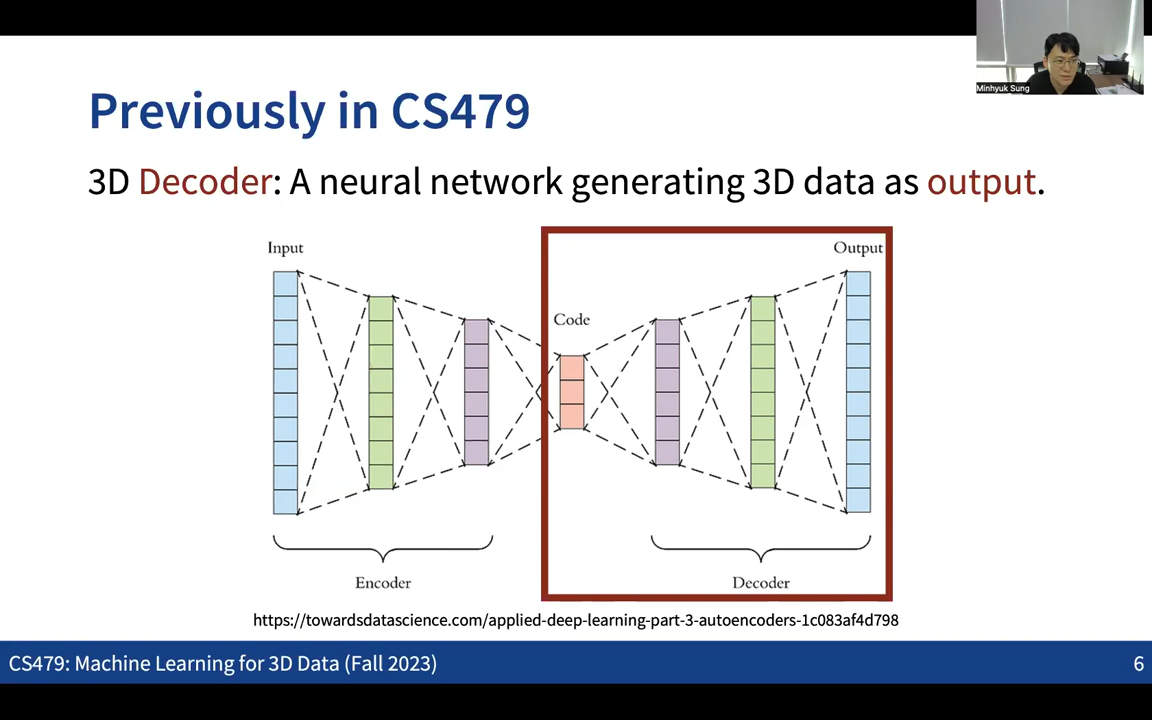 Minhyuk Sung
Previously in CS479
3D Decoder: A neural network generating 3D data as output.
Input
Output
Code
Encoder
Decoder
https://towardsdatascience.com/applied-deep-learning-part-3-autoencoders-1c083af4d798
CS479: Machine Learning for 3D Data (Fall 2023)
6